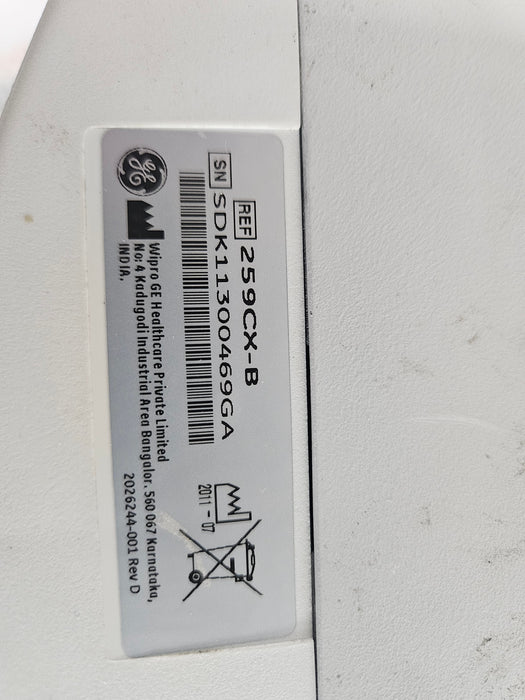 REF 259CX-B
SN SDK11300469GA
2011 - 07
GE
Wipro GE Healthcare Private Limited
No: 4 Kadugodi Industrial Area Bangalor. 560 067 Karnataka,
INDIA.
2026244-001 Rev D